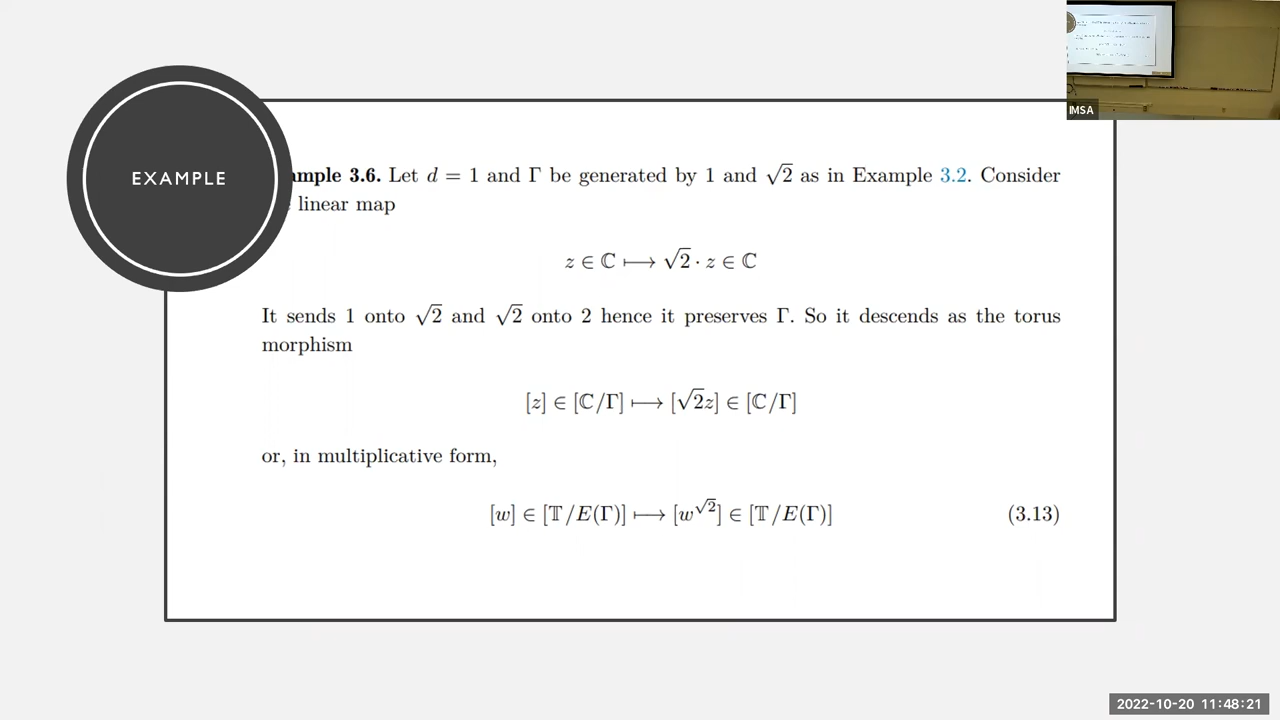 EXAMPLE
ample 3.6. Let d = 1 and Γ be generated by 1 and √2 as in Example 3.2. Consider
linear map
z ∈ ℂ ⟼ √2 · z ∈ ℂ
It sends 1 onto √2 and √2 onto 2 hence it preserves Γ. So it descends as the torus
morphism
[z] ∈ [ℂ/Γ] ⟼ [√2z] ∈ [ℂ/Γ]
or, in multiplicative form,
[w] ∈ [𝕋/E(Γ)] ⟼ [w^√2] ∈ [𝕋/E(Γ)] (3.13)
IMSA
2022-10-20 11:48:21